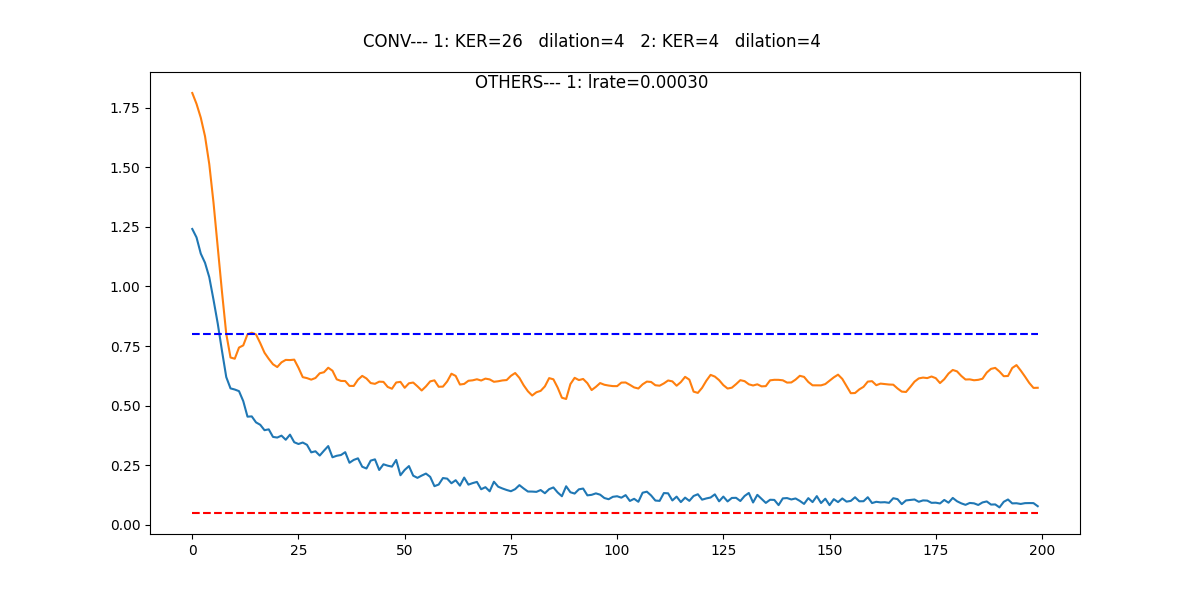 CONV--- 1: KER=26   dilation=4   2: KER=4   dilation=4
OTHERS--- 1: lrate=0.00030
1.75
1.50
1.25
1.00
0.75
0.50
0.25
0.00
0 25 50 75 100 125 150 175 200